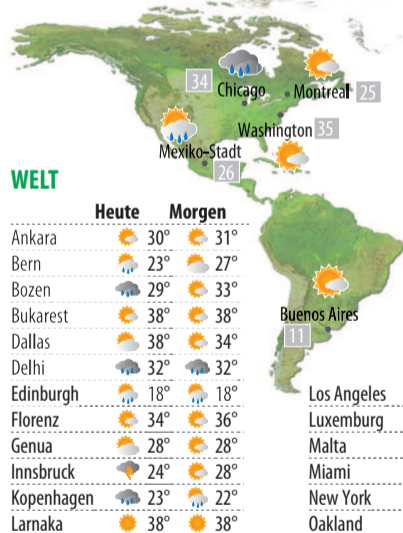 34
Chicago
Montreal 25
Washington 35
Mexiko-Stadt
26
WELT
Heute Morgen
Ankara 30° 31°
Bern 23° 27°
Bozen 29° 33°
Bukarest 38° 38°
Dallas 38° 34°
Delhi 32° 32°
Edinburgh 18° 18°
Florenz 34° 36°
Genua 28° 28°
Innsbruck 24° 28°
Kopenhagen 23° 22°
Larnaka 38° 38°
Buenos Aires
11
Los Angeles
Luxemburg
Malta
Miami
New York
Oakland